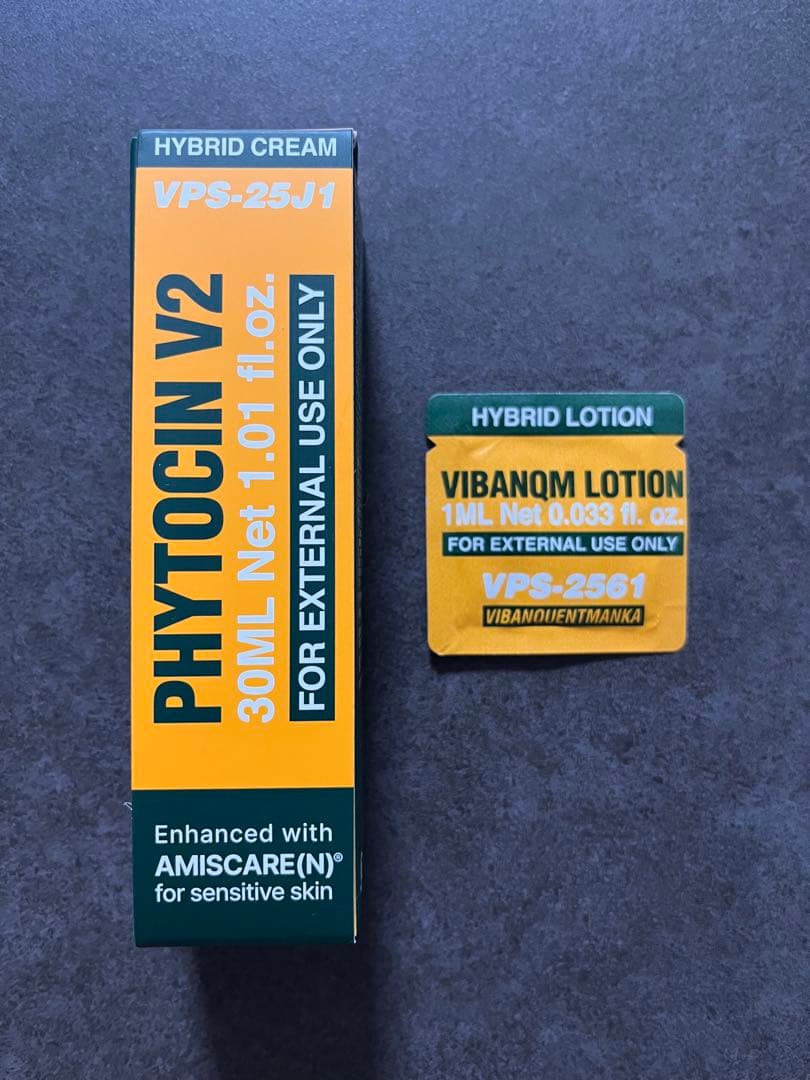 HYBRID CREAM
VPS-25J1
PHYTOCIN V2
30ML Net 1.01 fl.oz.
FOR EXTERNAL USE ONLY
Enhanced with
AMISCARE(N)®
for sensitive skin
HYBRID LOTION
VIBANQM LOTION
1ML Net 0.033 fl. oz.
FOR EXTERNAL USE ONLY
VPS-2561
VIBANQUENTMANKA